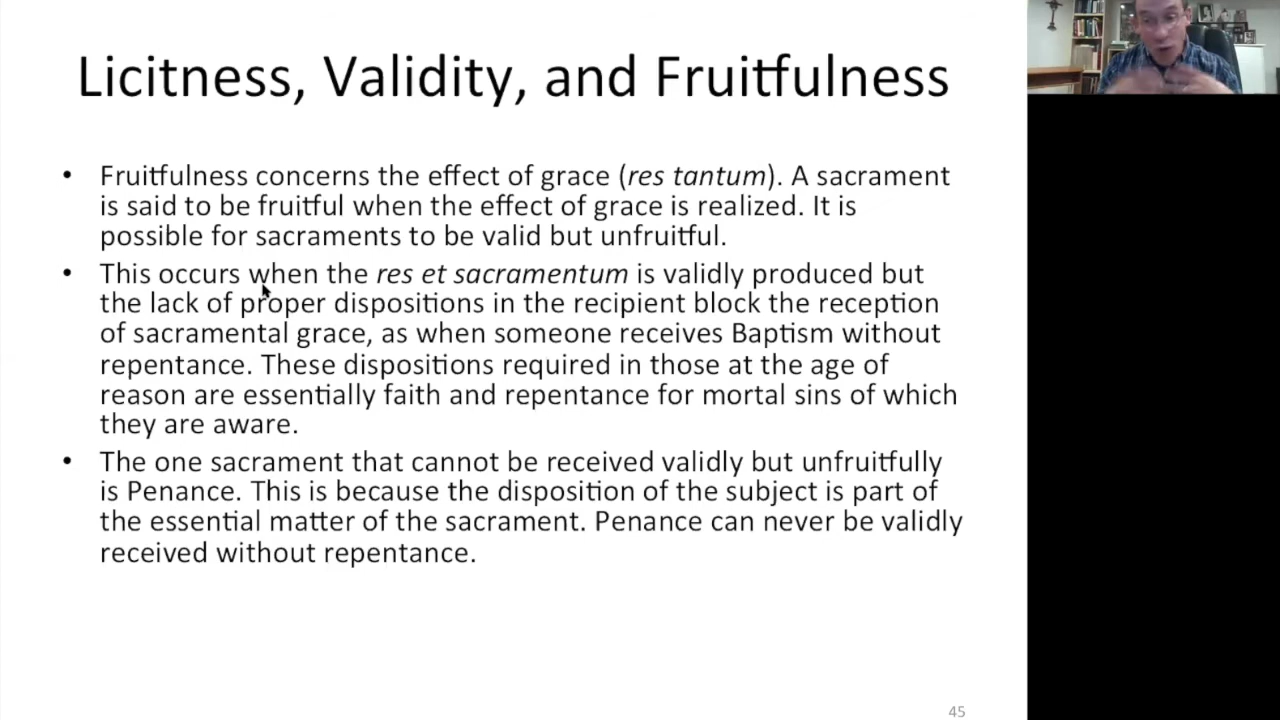 Licitness, Validity, and Fruitfulness
• Fruitfulness concerns the effect of grace (res tantum). A sacrament
is said to be fruitful when the effect of grace is realized. It is
possible for sacraments to be valid but unfruitful.
• This occurs when the res et sacramentum is validly produced but
the lack of proper dispositions in the recipient block the reception
of sacramental grace, as when someone receives Baptism without
repentance. These dispositions required in those at the age of
reason are essentially faith and repentance for mortal sins of which
they are aware.
• The one sacrament that cannot be received validly but unfruitfully
is Penance. This is because the disposition of the subject is part of
the essential matter of the sacrament. Penance can never be validly
received without repentance.
45